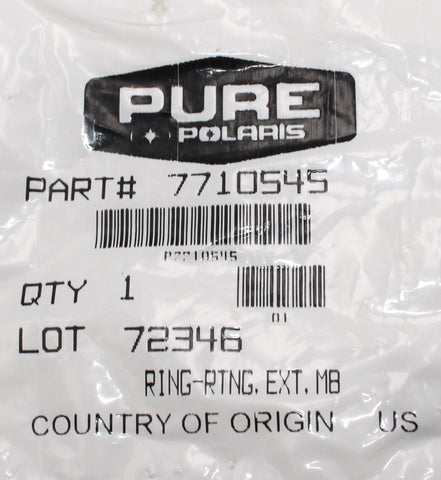 PURE
POLARIS
PART# 7710545
P7710545
QTY 1
01
LOT 72346
RING-RTNG, EXT, MB
COUNTRY OF ORIGIN US